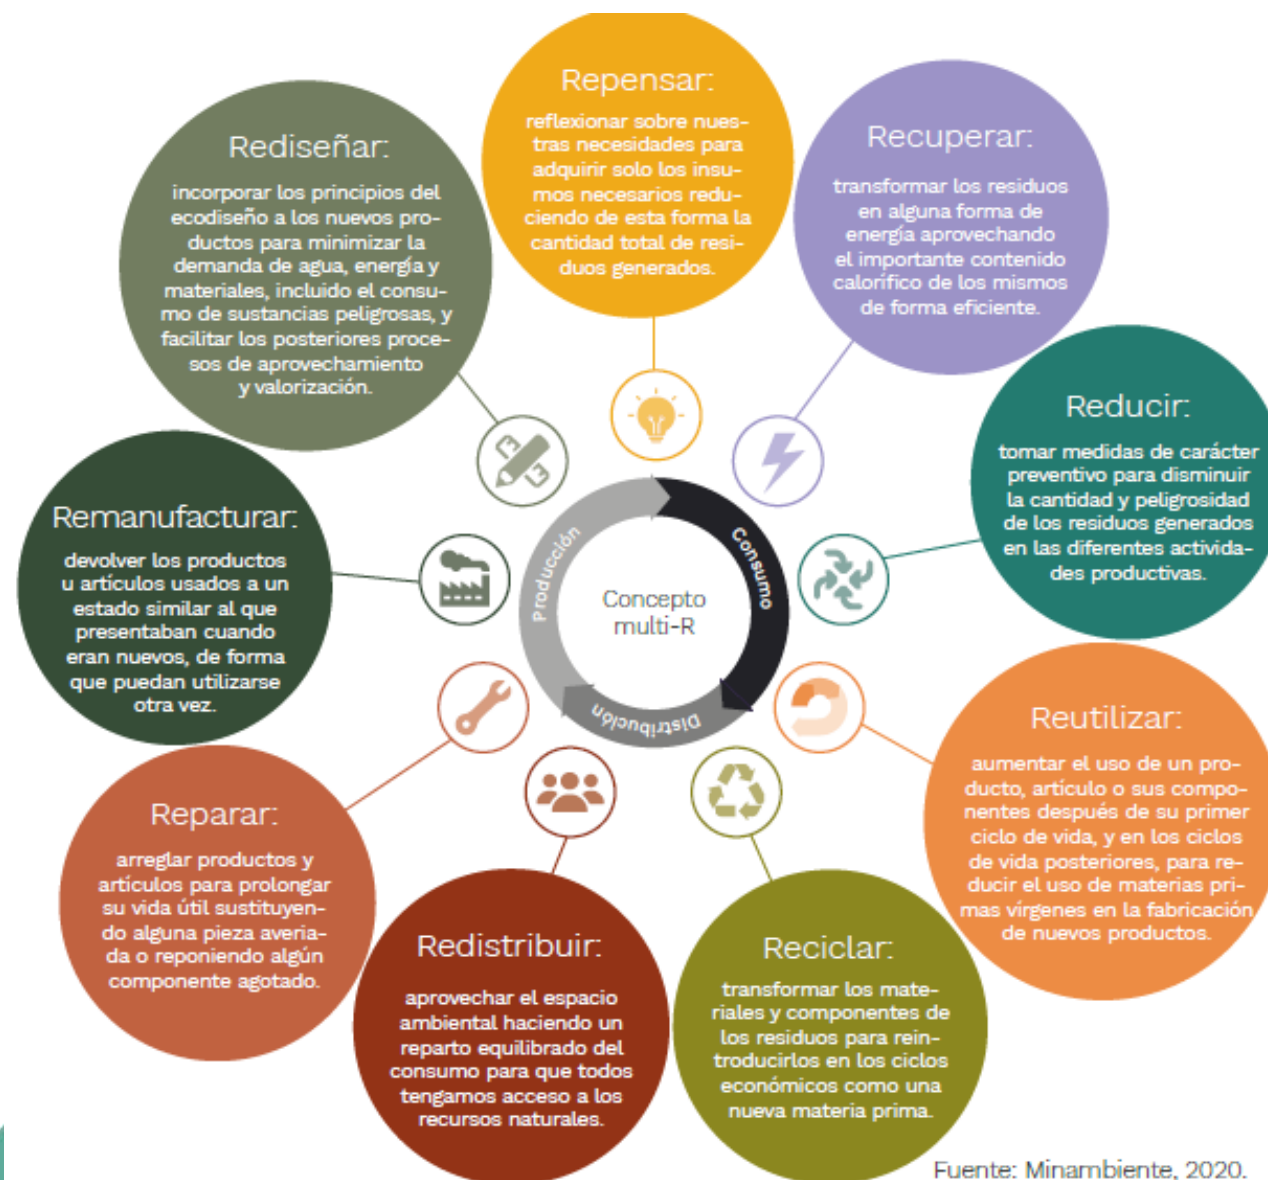 Repensar:
reflexionar sobre nues-
tras necesidades para
adquirir solo los insu-
mos necesarios redu-
ciendo de esta forma la
cantidad total de resi-
duos generados.
Recuperar:
transformar los residuos
en alguna forma de
energía aprovechando
el importante contenido
calorífico de los mismos
de forma eficiente.
Reducir:
tomar medidas de carácter
preventivo para disminuir
la cantidad y peligrosidad
de los residuos generados
en las diferentes activida-
des productivas.
Reutilizar:
aumentar el uso de un pro-
ducto, artículo o sus compo-
nentes después de su primer
ciclo de vida, y en los ciclos
de vida posteriores, para re-
ducir el uso de materias pri-
mas vírgenes en la fabricación
de nuevos productos.
Reciclar:
transformar los mate-
riales y componentes de
los residuos para rein-
troducirlos en los ciclos
económicos como una
nueva materia prima.
Redistribuir:
aprovechar el espacio
ambiental haciendo un
reparto equilibrado del
consumo para que todos
tengamos acceso a los
recursos naturales.
Reparar:
arreglar productos y
artículos para prolongar
su vida útil sustituyen-
do alguna pieza averia-
da o reponiendo algún
componente agotado.
Remanufacturar:
devolver los productos
u artículos usados a un
estado similar al que
presentaban cuando
eran nuevos, de forma
que puedan utilizarse
otra vez.
Rediseñar:
incorporar los principios del
ecodiseño a los nuevos pro-
ductos para minimizar la
demanda de agua, energía y
materiales, incluido el consu-
mo de sustancias peligrosas, y
facilitar los posteriores proce-
sos de aprovechamiento
y valorización.
Producción
Consumo
Distribución
Concepto
multi-R
Fuente: Minambiente, 2020.